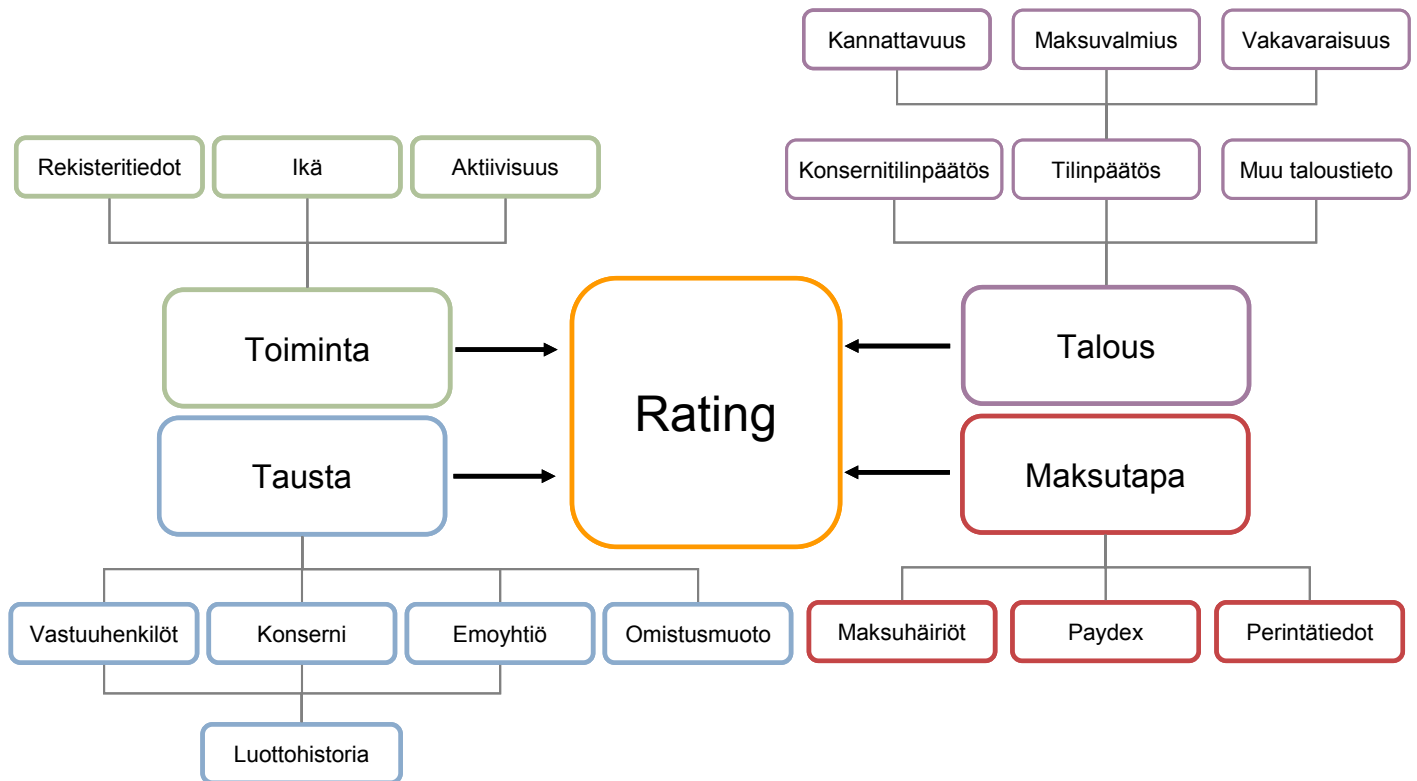 Kannattavuus
Maksuvalmius
Vakavaraisuus
Rekisteritiedot
Ikä
Aktiivisuus
Konsernitilinpäätös
Tilinpäätös
Muu taloustieto
Toiminta
Talous
Rating
Tausta
Maksutapa
Vastuuhenkilöt
Konserni
Emoyhtiö
Omistusmuoto
Maksuhäiriöt
Paydex
Perintätiedot
Luottohistoria